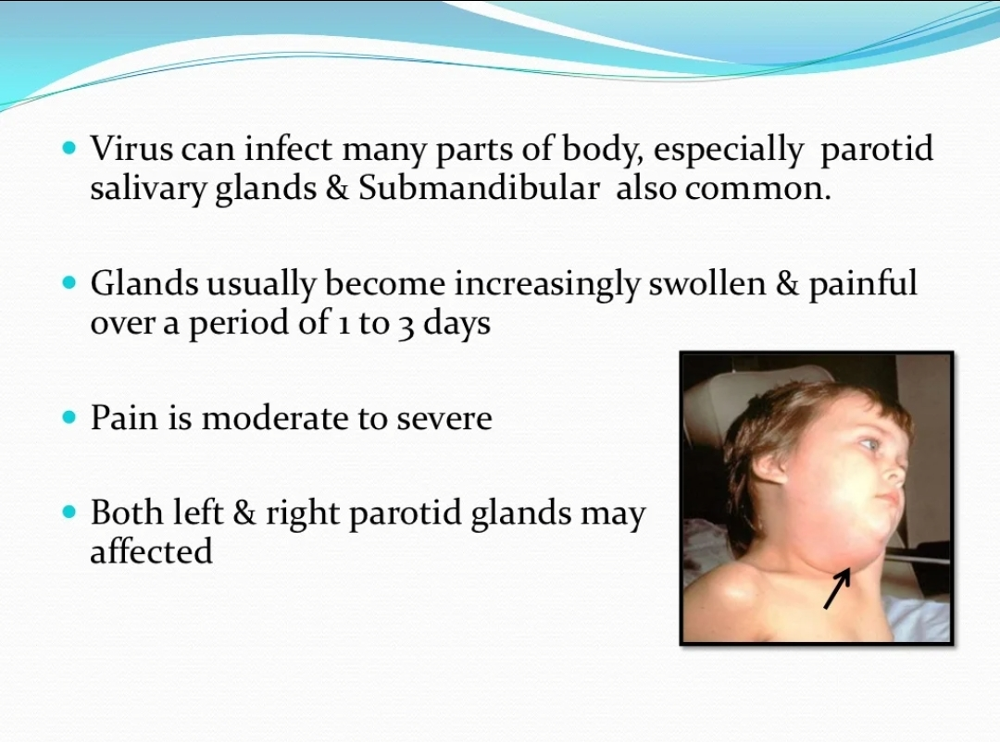 Virus can infect many parts of body, especially parotid
salivary glands & Submandibular also common.
Glands usually become increasingly swollen & painful
over a period of 1 to 3 days
Pain is moderate to severe
Both left & right parotid glands may
affected